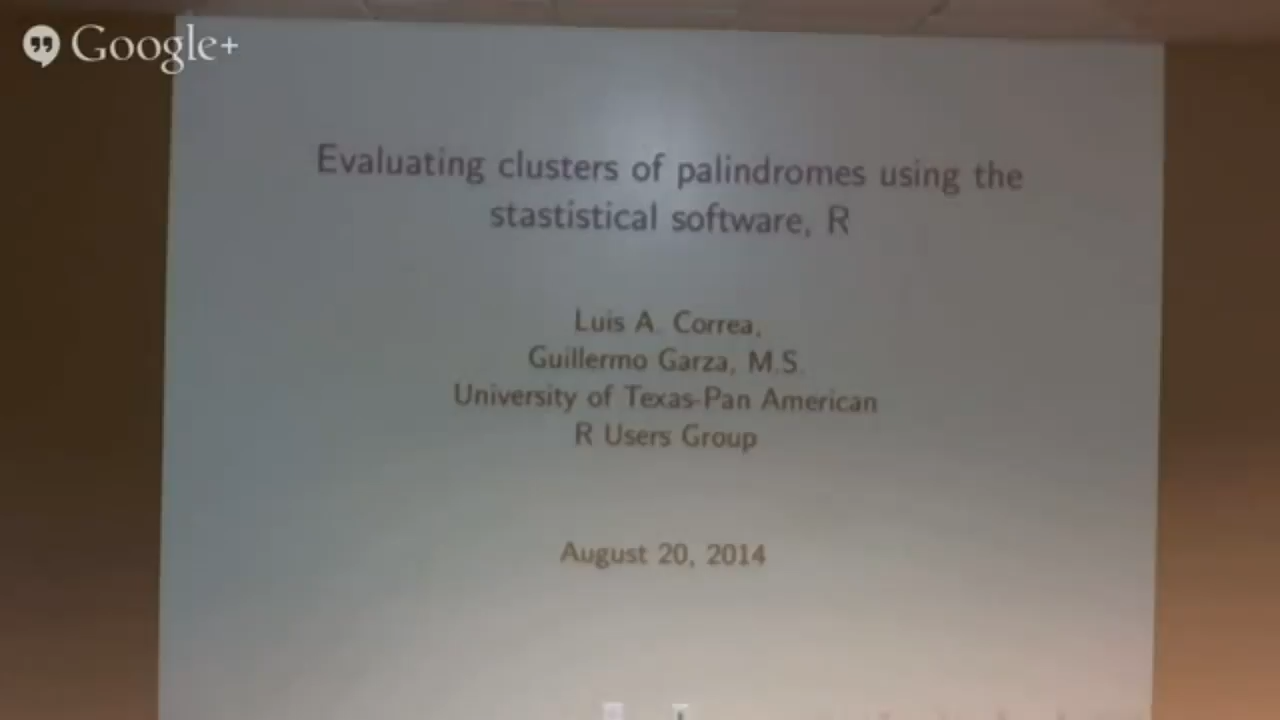 Google+
Evaluating clusters of palindromes using the
stastistical software, R
Luis A. Correa,
Guillermo Garza, M.S.
University of Texas-Pan American
R Users Group
August 20, 2014